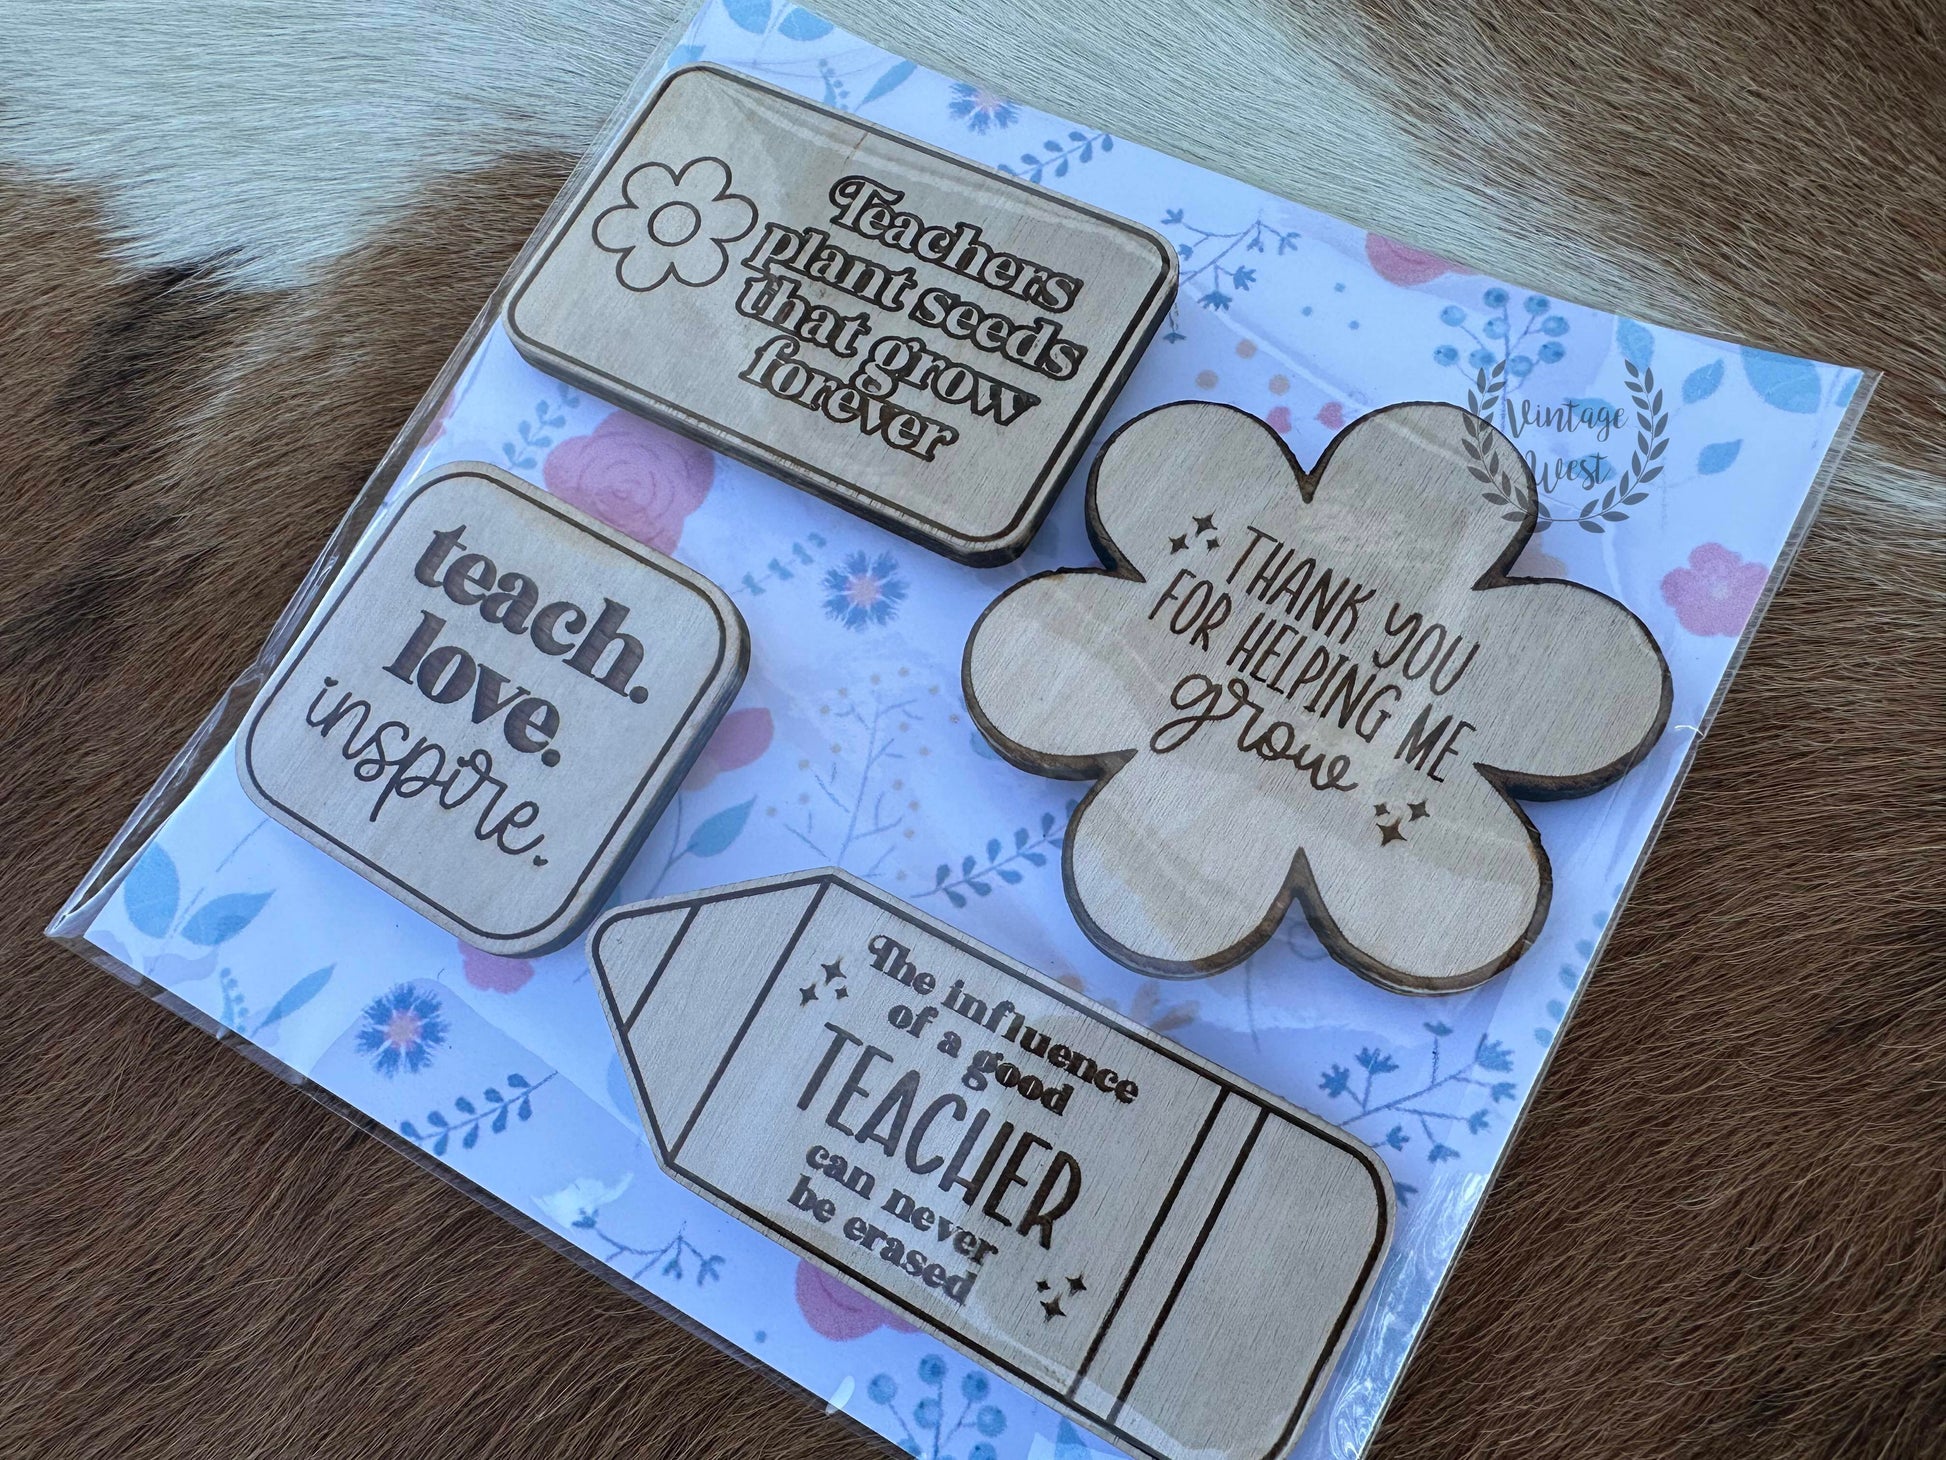 Teachers
plant seeds
that grow
forever
Vintage
West
teach.
love.
inspire.
THANK YOU
FOR HELPING ME
grow
The influence
of a good
TEACHER
can never
be erased